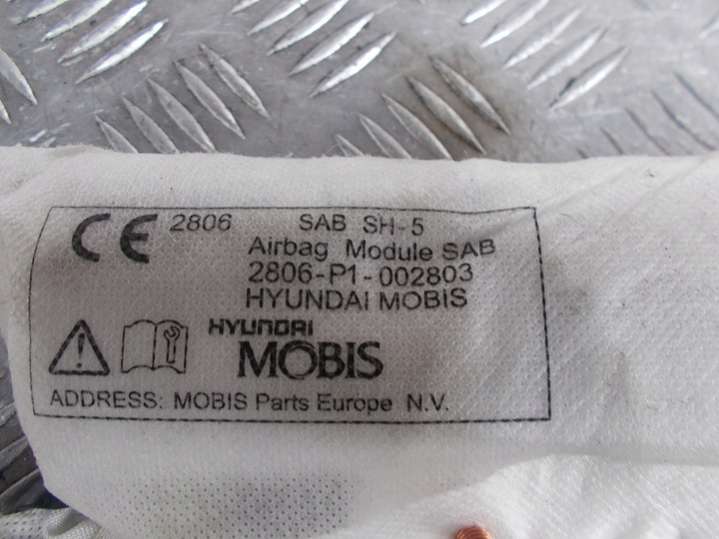 CE 2806 SAB SH-5
Airbag Module SAB
2806-P1-002803
HYUNDAI MOBIS
HYUNDAI
MOBIS
ADDRESS: MOBIS Parts Europe N.V.